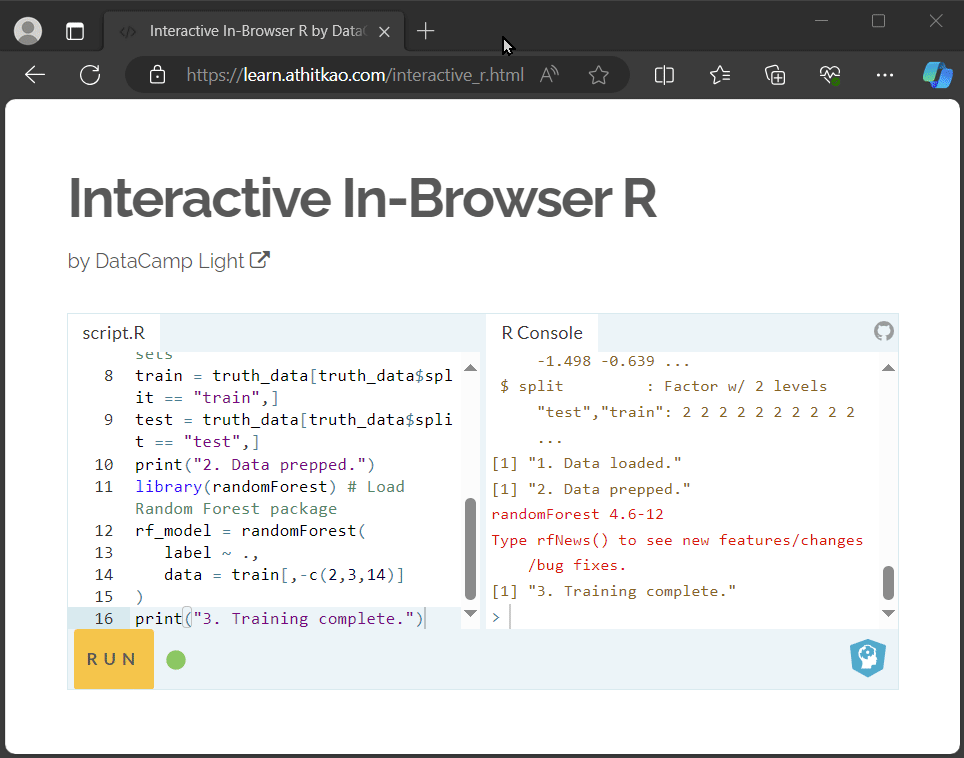 Interactive In-Browser R by Data
https://learn.athitkao.com/interactive_r.html
Interactive In-Browser R
by DataCamp Light
script.R
sets
8 train = truth_data[truth_data$spl
it == "train",]
9 test = truth_data[truth_data$spli
t == "test",]
10 print("2. Data prepped.")
11 library(randomForest) # Load
Random Forest package
12 rf_model = randomForest(
13 label ~ .,
14 data = train[,-c(2,3,14)]
15 )
16 print("3. Training complete.")
R Console
-1.498 -0.639 ...
$ split : Factor w/ 2 levels
"test","train": 2 2 2 2 2 2 2 2 2 2
...
[1] "1. Data loaded."
[1] "2. Data prepped."
randomForest 4.6-12
Type rfNews() to see new features/changes
/bug fixes.
[1] "3. Training complete."
>
RUN